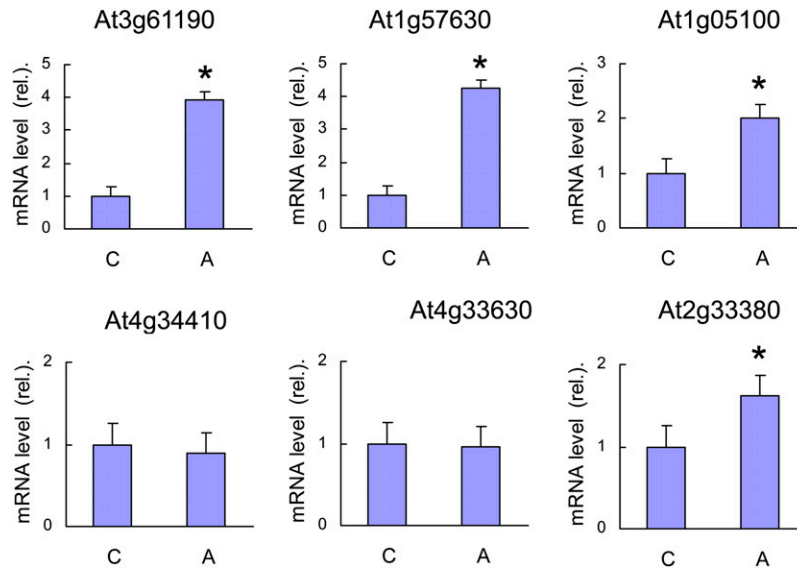 At3g61190
mRNA level (rel.).
5
4
3
2
1
0
*
C A
At1g57630
mRNA level (rel.).
5
4
3
2
1
0
*
C A
At1g05100
mRNA level (rel.).
3
2
1
0
*
C A
At4g34410
mRNA level (rel.).
2
1
0
C A
At4g33630
mRNA level (rel.).
2
1
0
C A
At2g33380
mRNA level (rel.).
2
1
0
*
C A